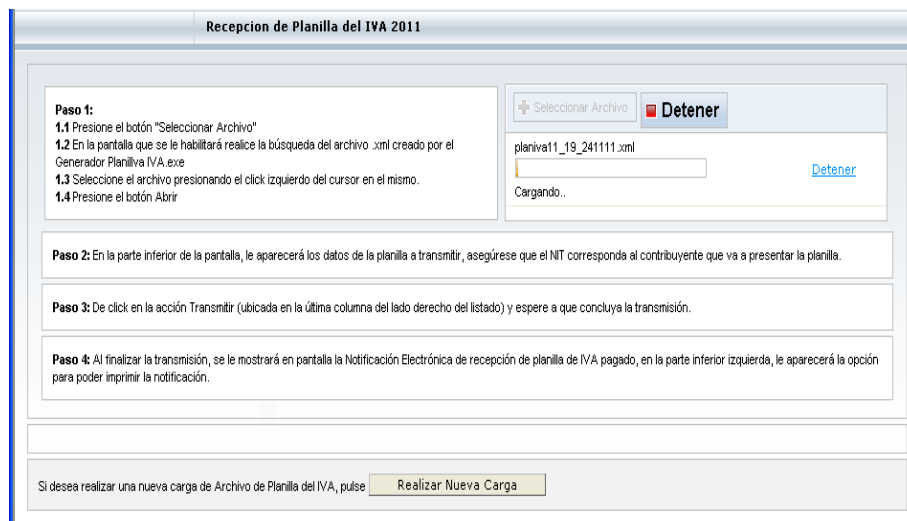 Recepcion de Planilla del IVA 2011
Paso 1:
1.1 Presione el botón "Seleccionar Archivo"
1.2 En la pantalla que se le habilitará realice la búsqueda del archivo .xml creado por el
Generador Planillva IVA.exe
1.3 Seleccione el archivo presionando el click izquierdo del cursor en el mismo.
1.4 Presione el botón Abrir
Seleccionar Archivo
Detener
planiva11_19_241111.xml
Detener
Cargando..
Paso 2: En la parte inferior de la pantalla, le aparecerá los datos de la planilla a transmitir, asegúrese que el NIT corresponda al contribuyente que va a presentar la planilla.
Paso 3: De click en la acción Transmitir (ubicada en la última columna del lado derecho del listado) y espere a que concluya la transmisión.
Paso 4: Al finalizar la transmisión, se le mostrará en pantalla la Notificación Electrónica de recepción de planilla de IVA pagado, en la parte inferior izquierda, le aparecerá la opción
para poder imprimir la notificación.
Si desea realizar una nueva carga de Archivo de Planilla del IVA, pulse
Realizar Nueva Carga